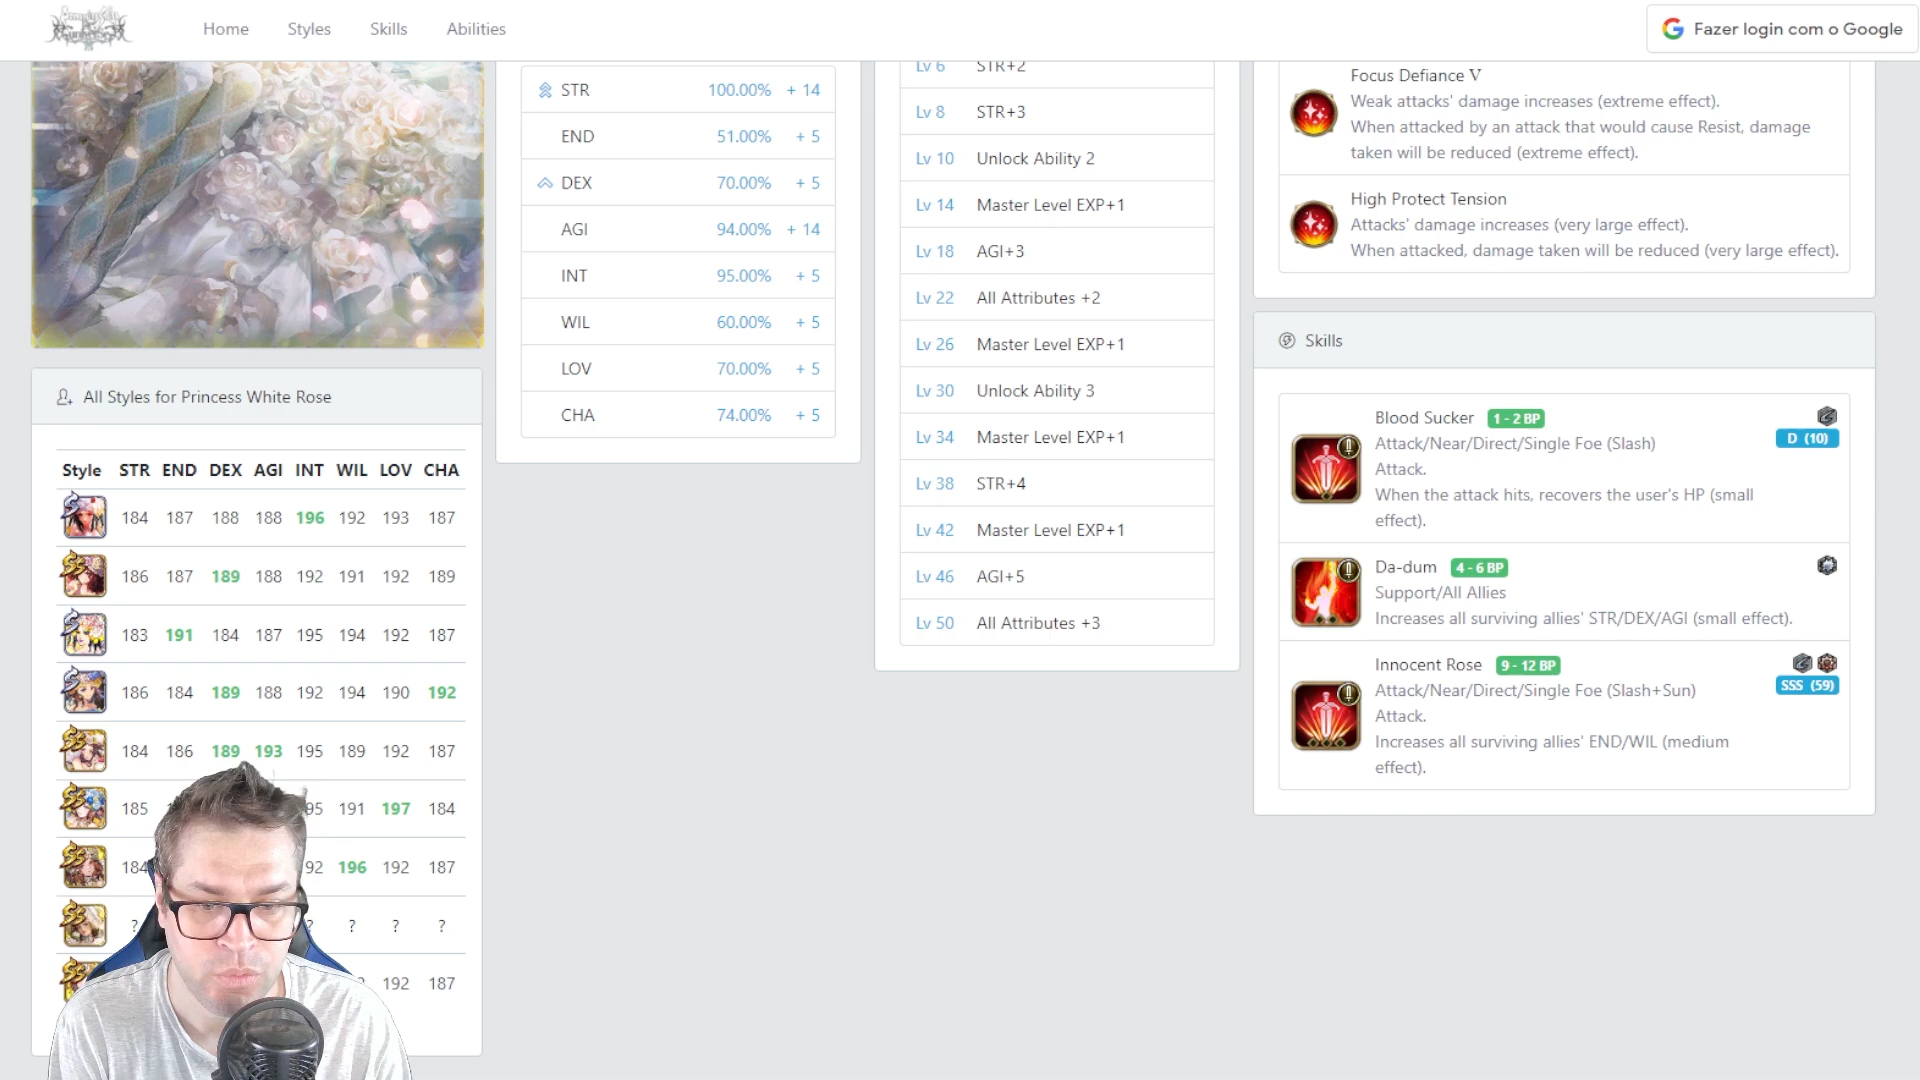 Home
Styles
Skills
Abilities
Fazer login com o Google
STR 100.00% + 14
END 51.00% + 5
DEX 70.00% + 5
AGI 94.00% + 14
INT 95.00% + 5
WIL 60.00% + 5
LOV 70.00% + 5
CHA 74.00% + 5
Lv 6 STR+2
Lv 8 STR+3
Lv 10 Unlock Ability 2
Lv 14 Master Level EXP+1
Lv 18 AGI+3
Lv 22 All Attributes +2
Lv 26 Master Level EXP+1
Lv 30 Unlock Ability 3
Lv 34 Master Level EXP+1
Lv 38 STR+4
Lv 42 Master Level EXP+1
Lv 46 AGI+5
Lv 50 All Attributes +3
Focus Defiance V
Weak attacks' damage increases (extreme effect).
When attacked by an attack that would cause Resist, damage
taken will be reduced (extreme effect).
High Protect Tension
Attacks' damage increases (very large effect).
When attacked, damage taken will be reduced (very large effect).
Skills
Blood Sucker 1 - 2 BP
D (10)
Attack/Near/Direct/Single Foe (Slash)
Attack.
When the attack hits, recovers the user's HP (small
effect).
Da-dum 4 - 6 BP
Support/All Allies
Increases all surviving allies' STR/DEX/AGI (small effect).
Innocent Rose 9 - 12 BP
SSS (59)
Attack/Near/Direct/Single Foe (Slash+Sun)
Attack.
Increases all surviving allies' END/WIL (medium
effect).
All Styles for Princess White Rose
Style STR END DEX AGI INT WIL LOV CHA
S 184 187 188 188 196 192 193 187
SS 186 187 189 188 192 191 192 189
S 183 191 184 187 195 194 192 187
S 186 184 189 188 192 194 190 192
SS 184 186 189 193 195 189 192 187
SS 185 95 191 197 184
SS 184 92 196 192 187
SS ? ? ? ? ?
SS 192 187